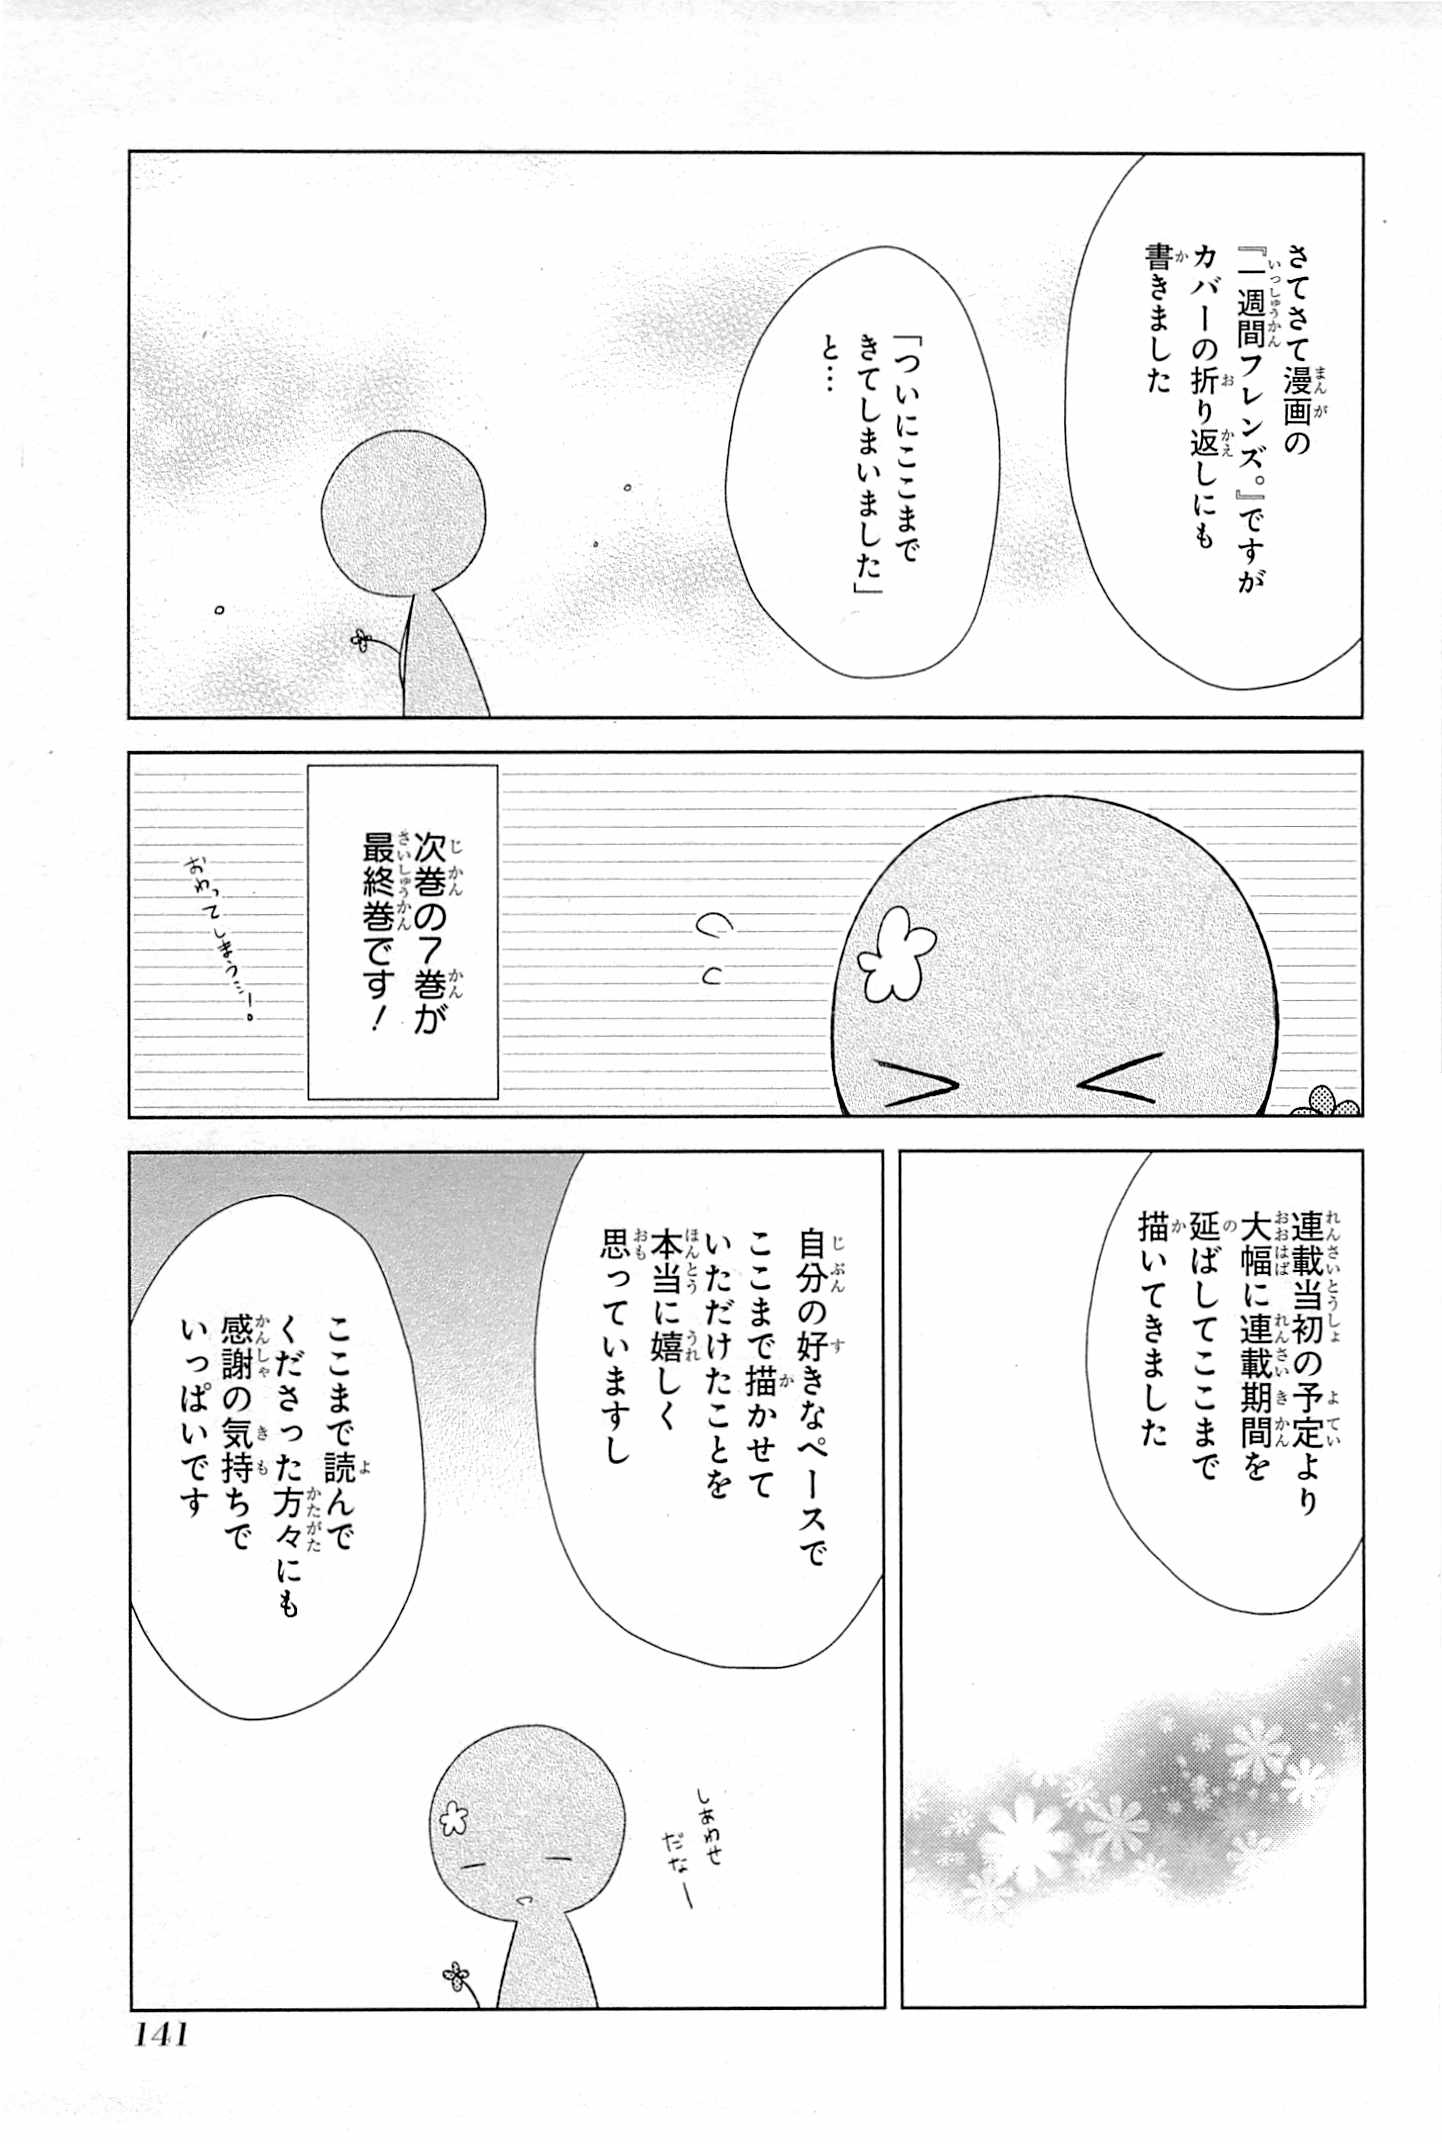 さてさて漫画の
『一週間フレンズ。』ですが
カバーの折り返しにも
書きました
「ついにここまで
きてしまいました」
と…
次巻の7巻が
最終巻です!
おわってしまうミー。
連載当初の予定より
大幅に連載期間を
延ばしてここまで
描いてきました
自分の好きなペースで
ここまで描かせて
いただけたことを
本当に嬉しく
思っていますし
ここまで読んで
くださった方々にも
感謝の気持ちで
いっぱいです
しあわせ
だなー
141